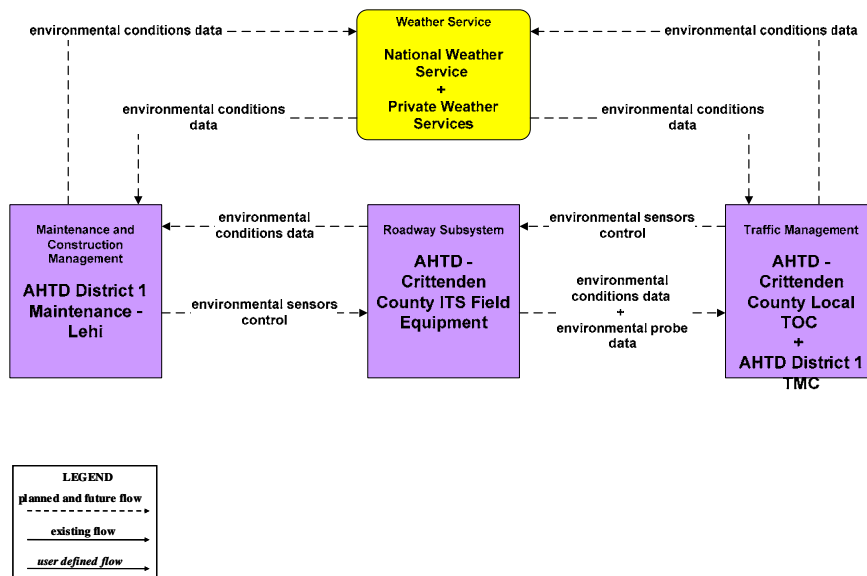 Weather Service
National Weather
Service
+
Private Weather
Services
environmental conditions data
environmental conditions data
environmental conditions
data
environmental conditions
data
Maintenance and
Construction
Management
AHTD District 1
Maintenance -
Lehi
environmental
conditions data
environmental sensors
control
Roadway Subsystem
AHTD -
Crittenden
County ITS Field
Equipment
environmental sensors
control
environmental
conditions data
+
environmental probe
data
Traffic Management
AHTD -
Crittenden
County Local
TOC
+
AHTD District 1
TMC
LEGEND
planned and future flow
existing flow
user defined flow